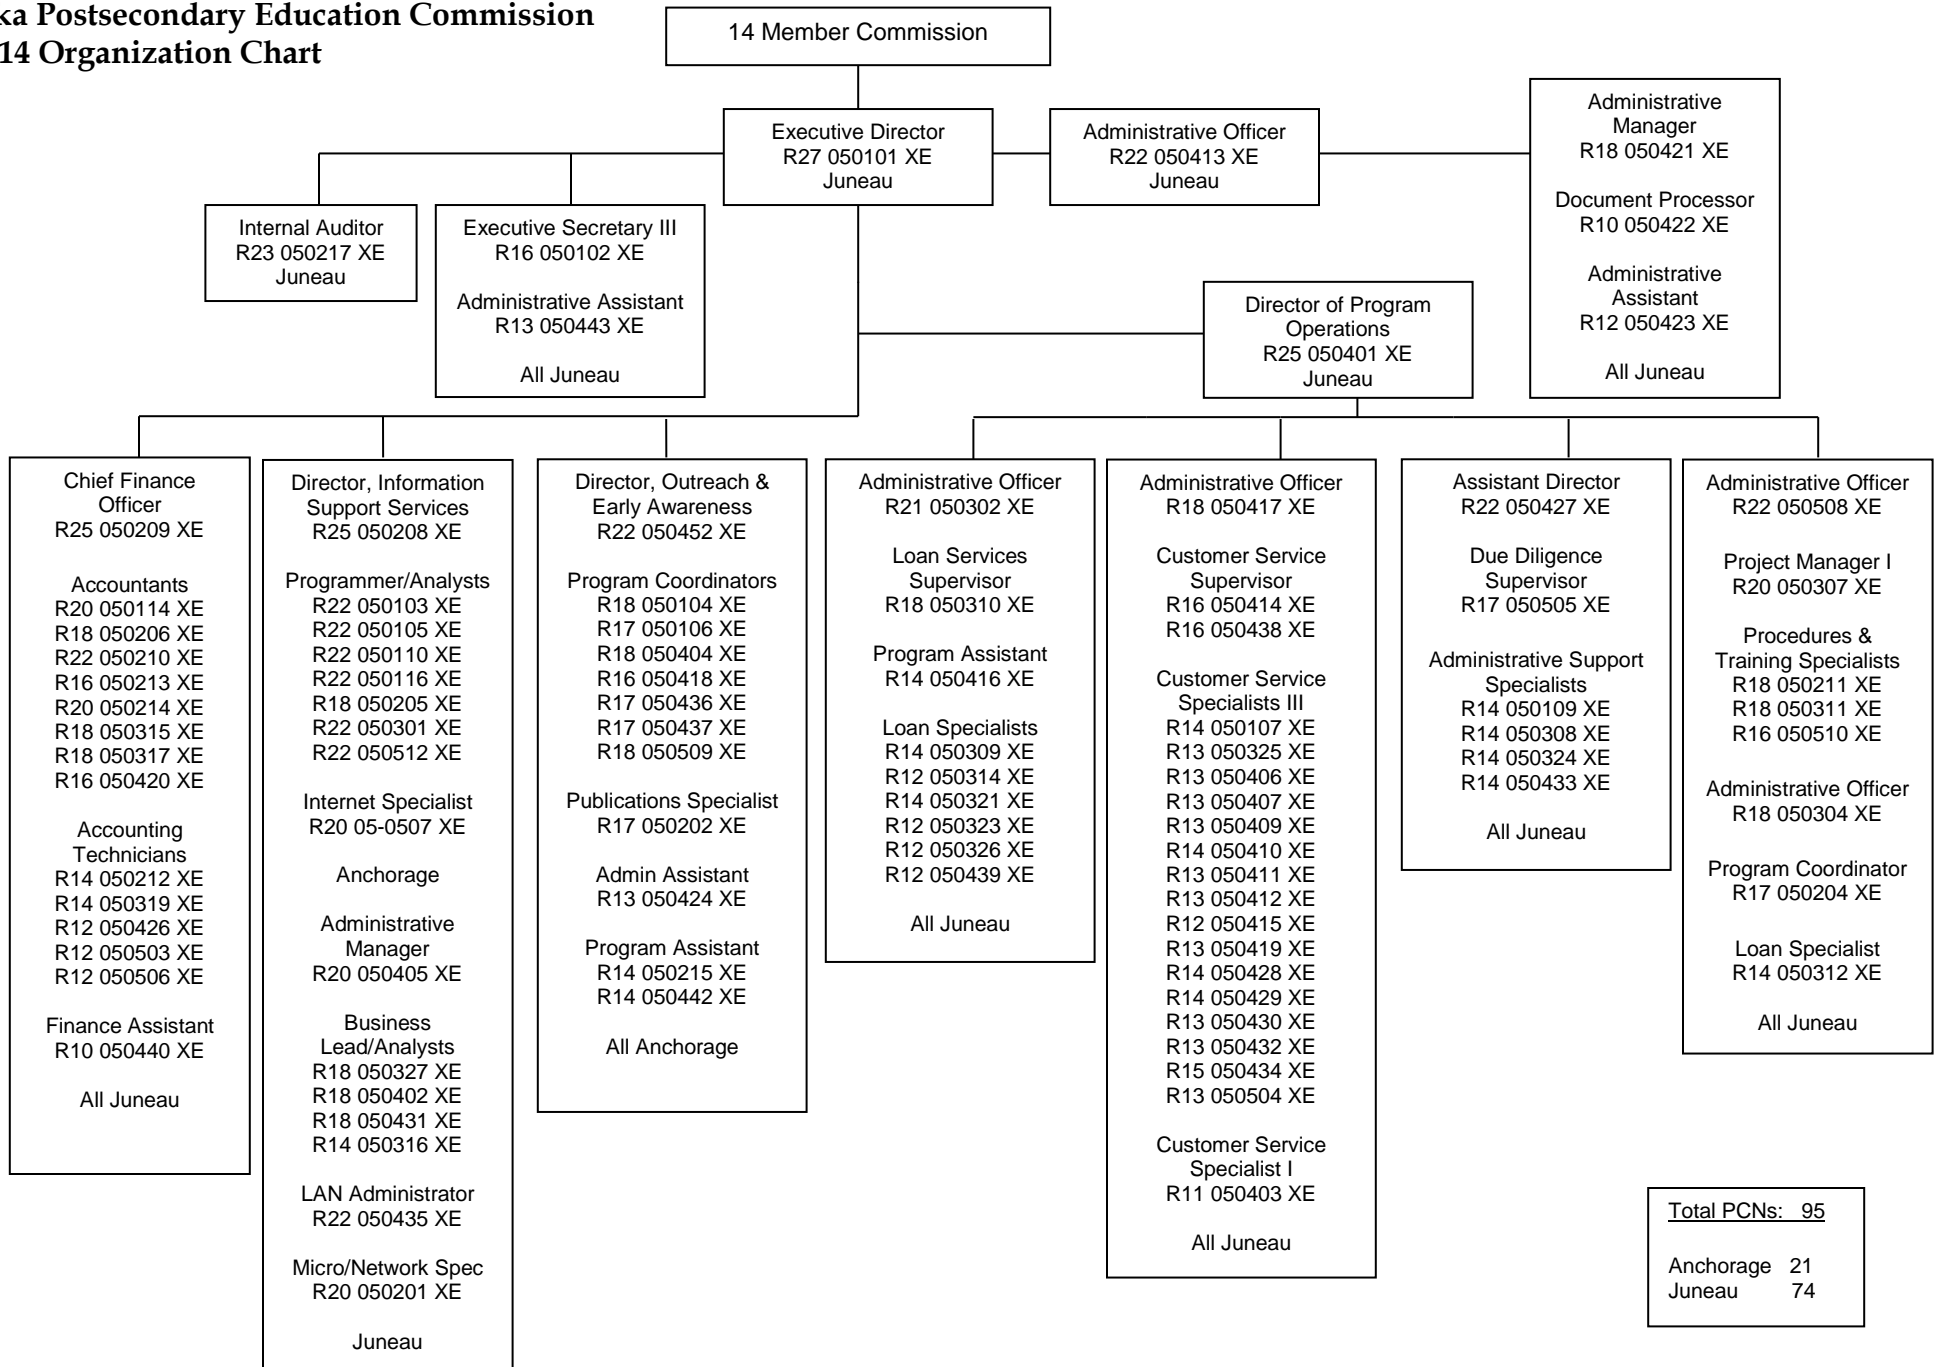 ka Postsecondary Education Commission
14 Organization Chart
14 Member Commission
Executive Director
R27 050101 XE
Juneau
Administrative Officer
R22 050413 XE
Juneau
Administrative
Manager
R18 050421 XE
Document Processor
R10 050422 XE
Administrative
Assistant
R12 050423 XE
All Juneau
Internal Auditor
R23 050217 XE
Juneau
Executive Secretary III
R16 050102 XE
Administrative Assistant
R13 050443 XE
All Juneau
Director of Program
Operations
R25 050401 XE
Juneau
Chief Finance
Officer
R25 050209 XE
Accountants
R20 050114 XE
R18 050206 XE
R22 050210 XE
R16 050213 XE
R20 050214 XE
R18 050315 XE
R18 050317 XE
R16 050420 XE
Accounting
Technicians
R14 050212 XE
R14 050319 XE
R12 050426 XE
R12 050503 XE
R12 050506 XE
Finance Assistant
R10 050440 XE
All Juneau
Director, Information
Support Services
R25 050208 XE
Programmer/Analysts
R22 050103 XE
R22 050105 XE
R22 050110 XE
R22 050116 XE
R18 050205 XE
R22 050301 XE
R22 050512 XE
Internet Specialist
R20 05-0507 XE
Anchorage
Administrative
Manager
R20 050405 XE
Business
Lead/Analysts
R18 050327 XE
R18 050402 XE
R18 050431 XE
R14 050316 XE
LAN Administrator
R22 050435 XE
Micro/Network Spec
R20 050201 XE
Juneau
Director, Outreach &
Early Awareness
R22 050452 XE
Program Coordinators
R18 050104 XE
R17 050106 XE
R18 050404 XE
R16 050418 XE
R17 050436 XE
R17 050437 XE
R18 050509 XE
Publications Specialist
R17 050202 XE
Admin Assistant
R13 050424 XE
Program Assistant
R14 050215 XE
R14 050442 XE
All Anchorage
Administrative Officer
R21 050302 XE
Loan Services
Supervisor
R18 050310 XE
Program Assistant
R14 050416 XE
Loan Specialists
R14 050309 XE
R12 050314 XE
R14 050321 XE
R12 050323 XE
R12 050326 XE
R12 050439 XE
All Juneau
Administrative Officer
R18 050417 XE
Customer Service
Supervisor
R16 050414 XE
R16 050438 XE
Customer Service
Specialists III
R14 050107 XE
R13 050325 XE
R13 050406 XE
R13 050407 XE
R13 050409 XE
R14 050410 XE
R13 050411 XE
R13 050412 XE
R12 050415 XE
R13 050419 XE
R14 050428 XE
R14 050429 XE
R13 050430 XE
R13 050432 XE
R15 050434 XE
R13 050504 XE
Customer Service
Specialist I
R11 050403 XE
All Juneau
Assistant Director
R22 050427 XE
Due Diligence
Supervisor
R17 050505 XE
Administrative Support
Specialists
R14 050109 XE
R14 050308 XE
R14 050324 XE
R14 050433 XE
All Juneau
Administrative Officer
R22 050508 XE
Project Manager I
R20 050307 XE
Procedures &
Training Specialists
R18 050211 XE
R18 050311 XE
R16 050510 XE
Administrative Officer
R18 050304 XE
Program Coordinator
R17 050204 XE
Loan Specialist
R14 050312 XE
All Juneau
Total PCNs: 95
Anchorage 21
Juneau 74